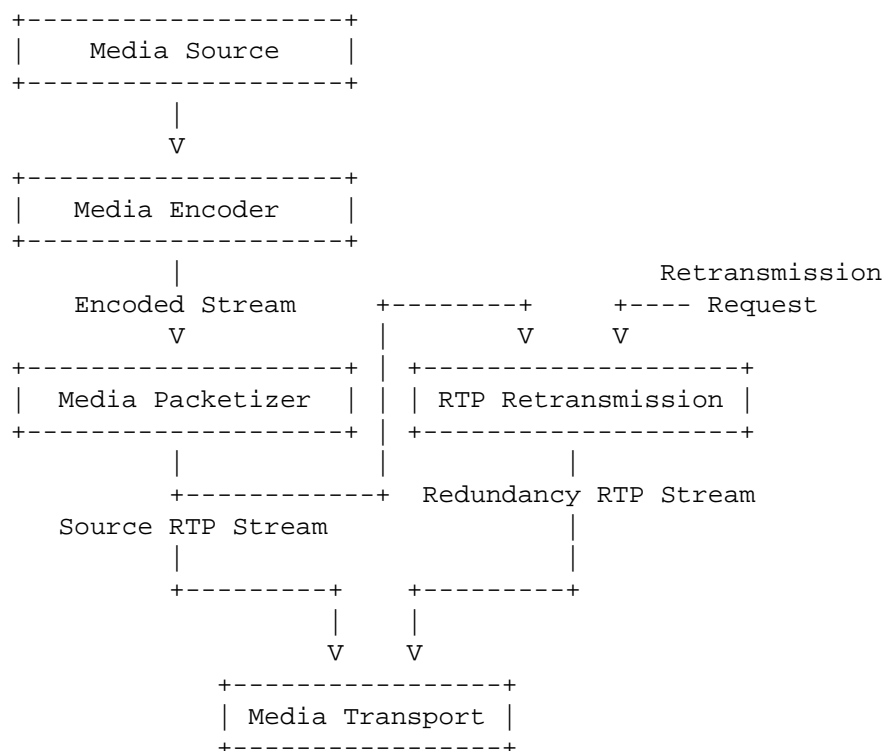 Media Source
Media Encoder
Retransmission
Encoded Stream
Request
Media Packetizer
RTP Retransmission
Redundancy RTP Stream
Source RTP Stream
Media Transport